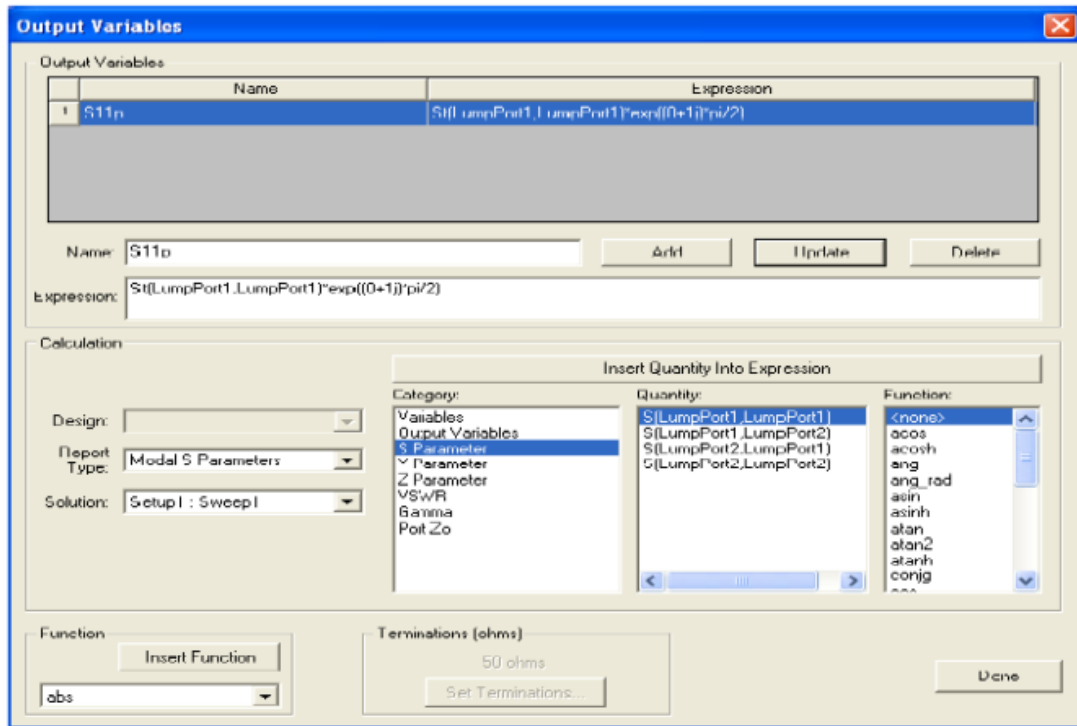 Output Variables
Output Variables
Name Expression
1 S11p St(LumpPort1,LumpPort1)*exp((0+1j)*pi/2)
Name: S11p Add Update Delete
Expression: St(LumpPort1,LumpPort1)*exp((0+1j)*pi/2)
Calculation
Insert Quantity Into Expression
Category: Quantity: Function:
Design:
Report Type: Modal S Parameters
Solution: Setup1 : Sweep1
Variables
Output Variables
S Parameter
Y Parameter
Z Parameter
VSWR
Gamma
Port Zo
S(LumpPort1,LumpPort1)
S(LumpPort1,LumpPort2)
S(LumpPort2,LumpPort1)
S(LumpPort2,LumpPort2)
<none>
acos
acosh
ang
ang_rad
asin
asinh
atan
atan2
atanh
conjg
Function
Insert Function
abs
Terminations (ohms)
50 ohms
Set Terminations...
Done